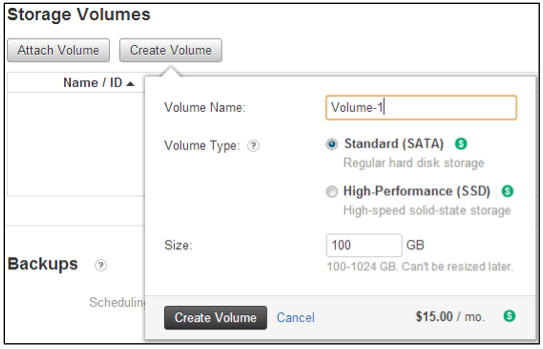 Storage Volumes
Attach Volume Create Volume
Name / ID
Volume Name: Volume-1
Volume Type: ? Standard (SATA) $
Regular hard disk storage
High-Performance (SSD) $
High-speed solid-state storage
Size: 100 GB
100-1024 GB. Can't be resized later.
Backups ?
Scheduling
Create Volume Cancel $15.00 / mo. $